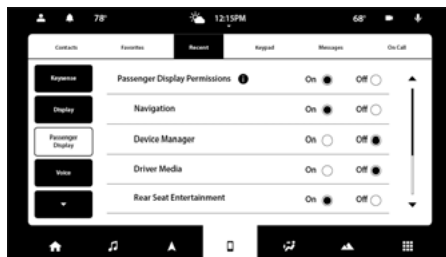 78°
12:15PM
68°
Contacts
Favorites
Recent
Keypad
Messages
On Call
Keysense
Display
Passenger
Display
Voice
Passenger Display Permissions i On Off
Navigation On Off
Device Manager On Off
Driver Media On Off
Rear Seat Entertainment On Off